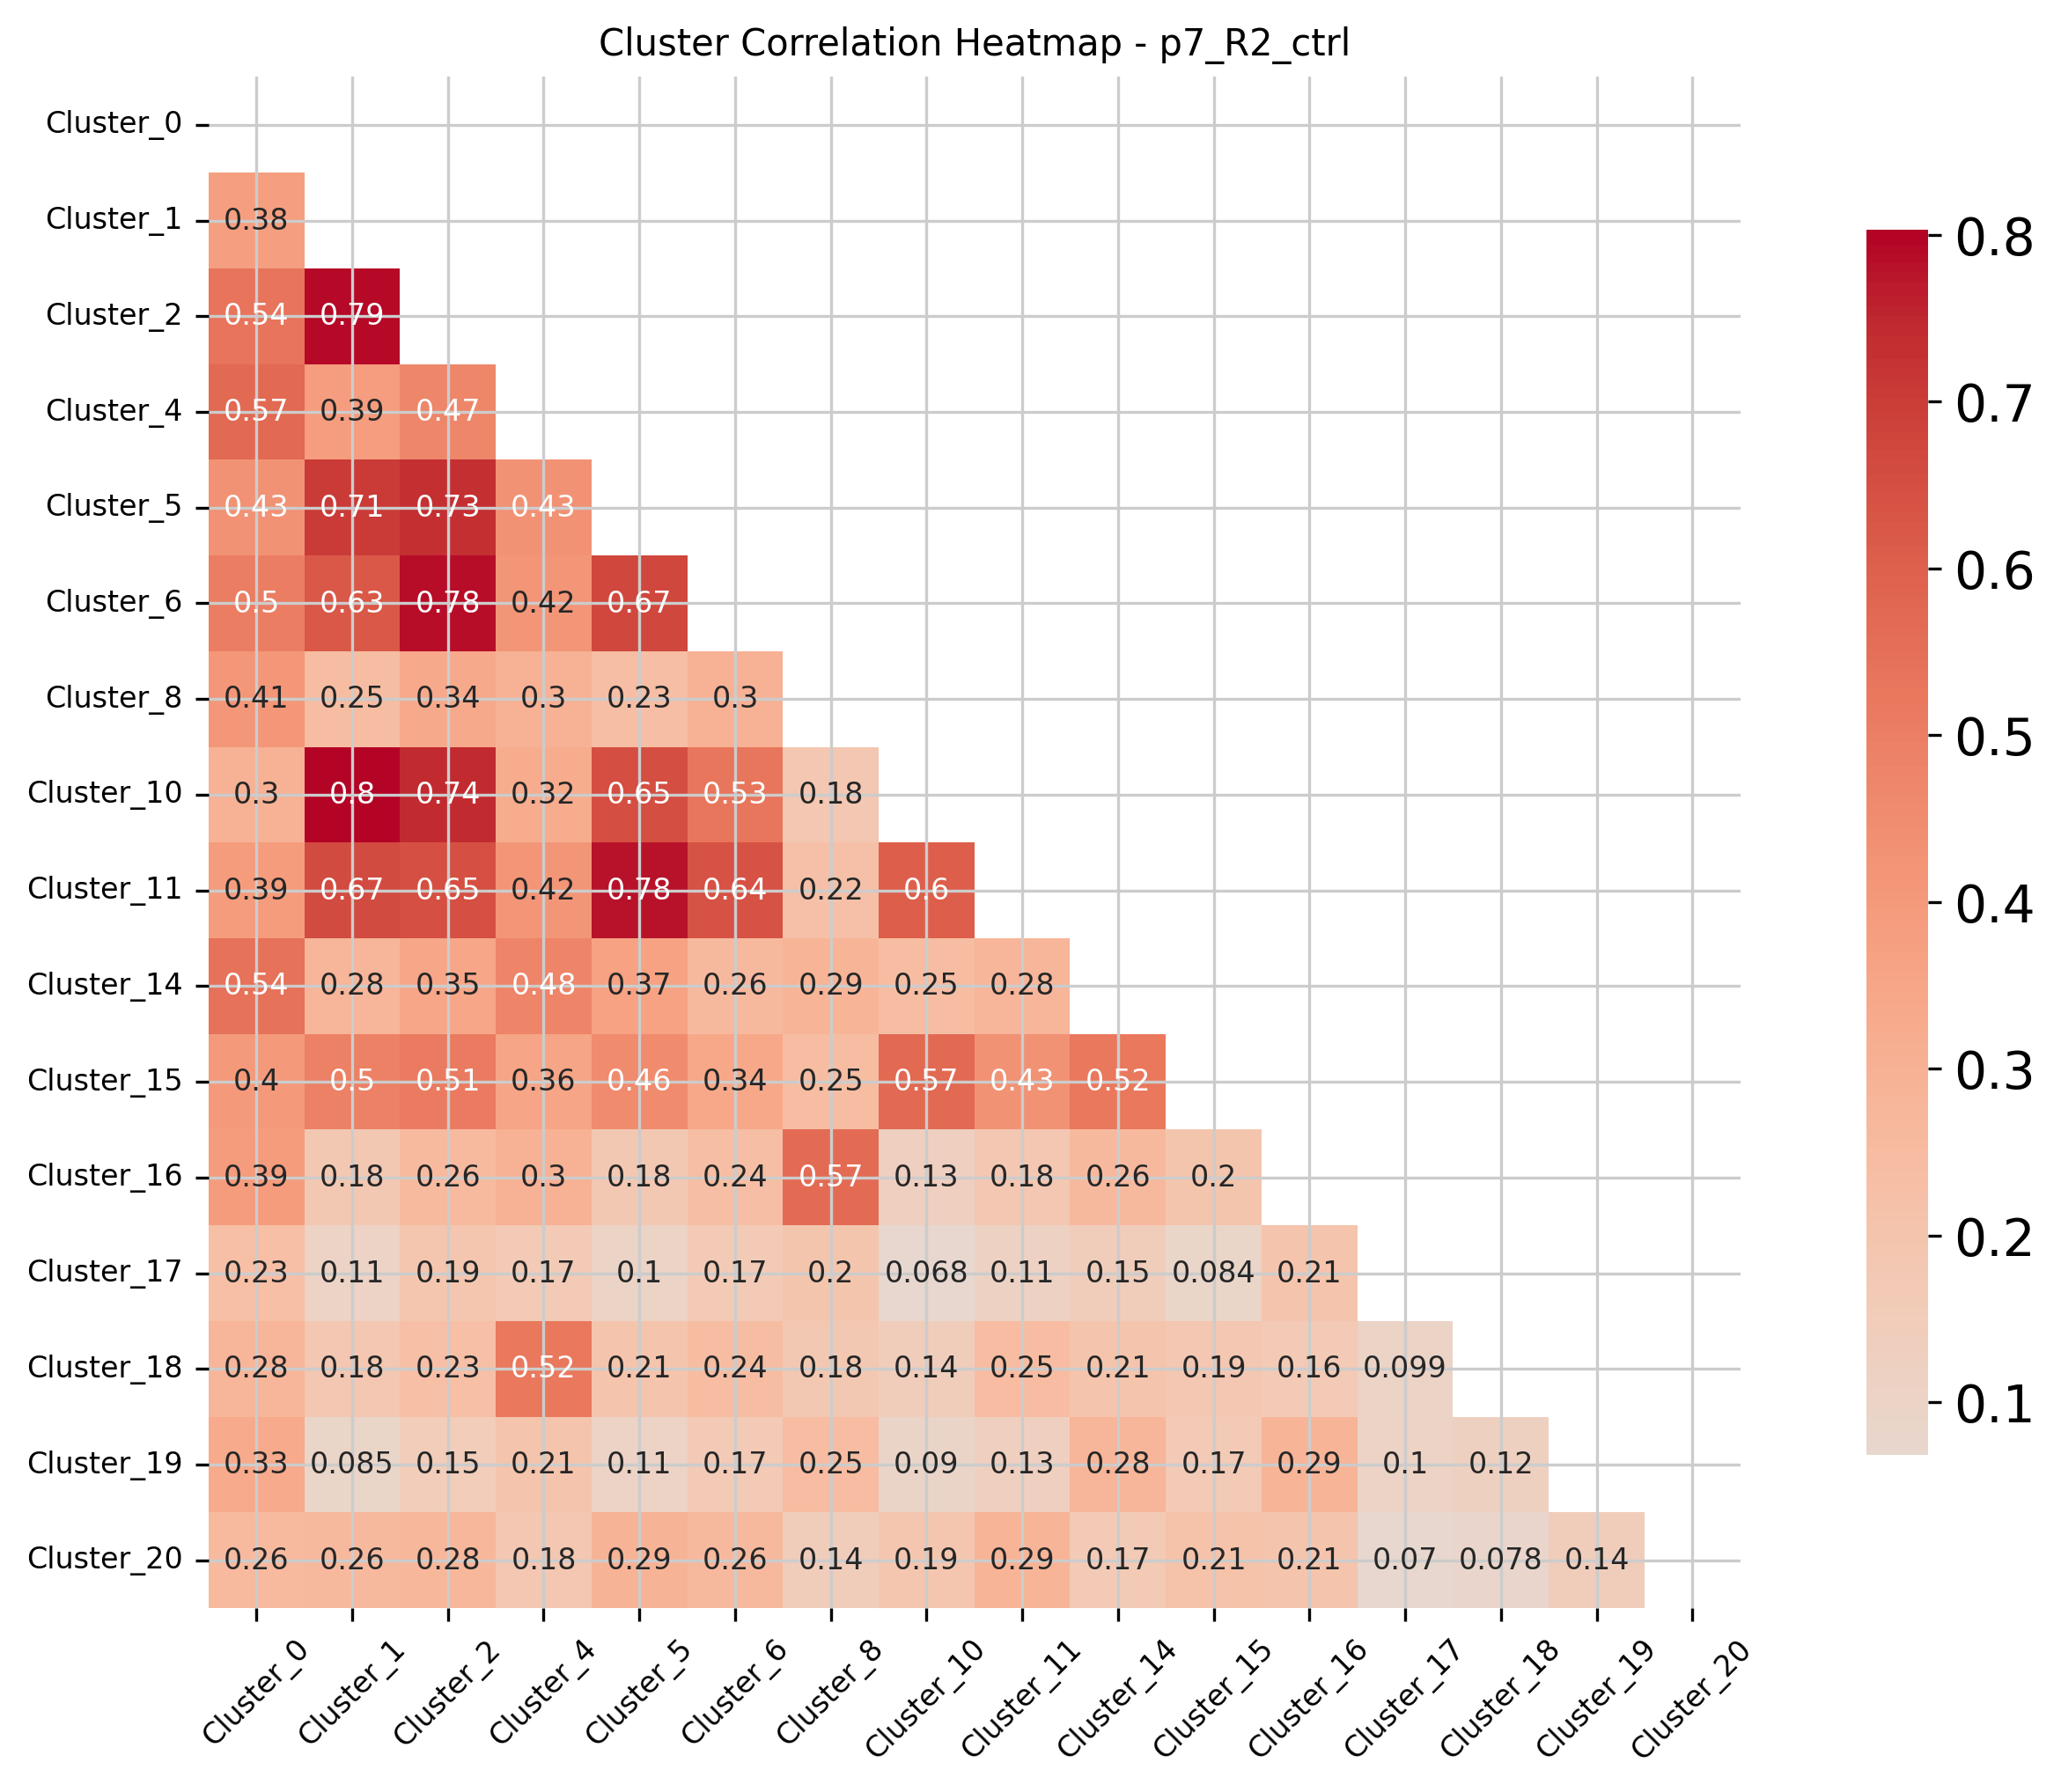 Cluster Correlation Heatmap - p7_R2_ctrl
Cluster_0
Cluster_1 0.38
Cluster_2 0.54 0.79
Cluster_4 0.57 0.39 0.47
Cluster_5 0.43 0.71 0.73 0.43
Cluster_6 0.5 0.63 0.78 0.42 0.67
Cluster_8 0.41 0.25 0.34 0.3 0.23 0.3
Cluster_10 0.3 0.8 0.74 0.32 0.65 0.53 0.18
Cluster_11 0.39 0.67 0.65 0.42 0.78 0.64 0.22 0.6
Cluster_14 0.54 0.28 0.35 0.48 0.37 0.26 0.29 0.25 0.28
Cluster_15 0.4 0.5 0.51 0.36 0.46 0.34 0.25 0.57 0.43 0.52
Cluster_16 0.39 0.18 0.26 0.3 0.18 0.24 0.57 0.13 0.18 0.26 0.2
Cluster_17 0.23 0.11 0.19 0.17 0.1 0.17 0.2 0.068 0.11 0.15 0.084 0.21
Cluster_18 0.28 0.18 0.23 0.52 0.21 0.24 0.18 0.14 0.25 0.21 0.19 0.16 0.099
Cluster_19 0.33 0.085 0.15 0.21 0.11 0.17 0.25 0.09 0.13 0.28 0.17 0.29 0.1 0.12
Cluster_20 0.26 0.26 0.28 0.18 0.29 0.26 0.14 0.19 0.29 0.17 0.21 0.21 0.07 0.078 0.14
Cluster_0 Cluster_1 Cluster_2 Cluster_4 Cluster_5 Cluster_6 Cluster_8 Cluster_10 Cluster_11 Cluster_14 Cluster_15 Cluster_16 Cluster_17 Cluster_18 Cluster_19 Cluster_20
0.8
0.7
0.6
0.5
0.4
0.3
0.2
0.1